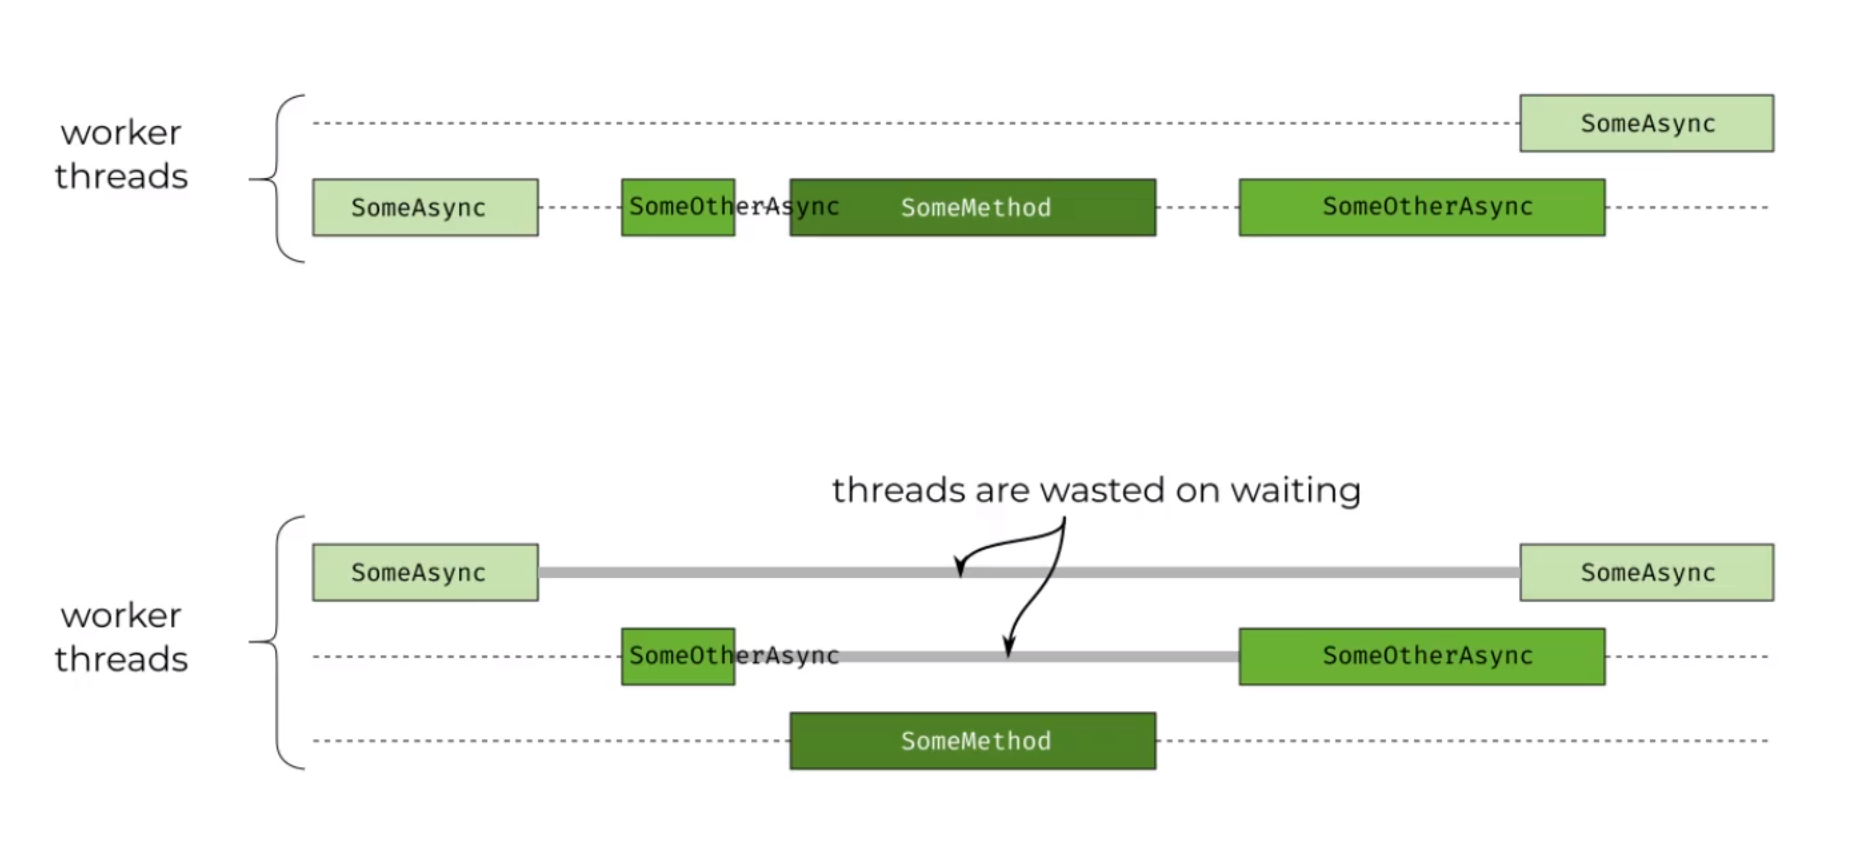 worker
threads
SomeAsync
SomeAsync
SomeOtherAsync
SomeMethod
SomeOtherAsync
threads are wasted on waiting
worker
threads
SomeAsync
SomeAsync
SomeOtherAsync
SomeOtherAsync
SomeMethod